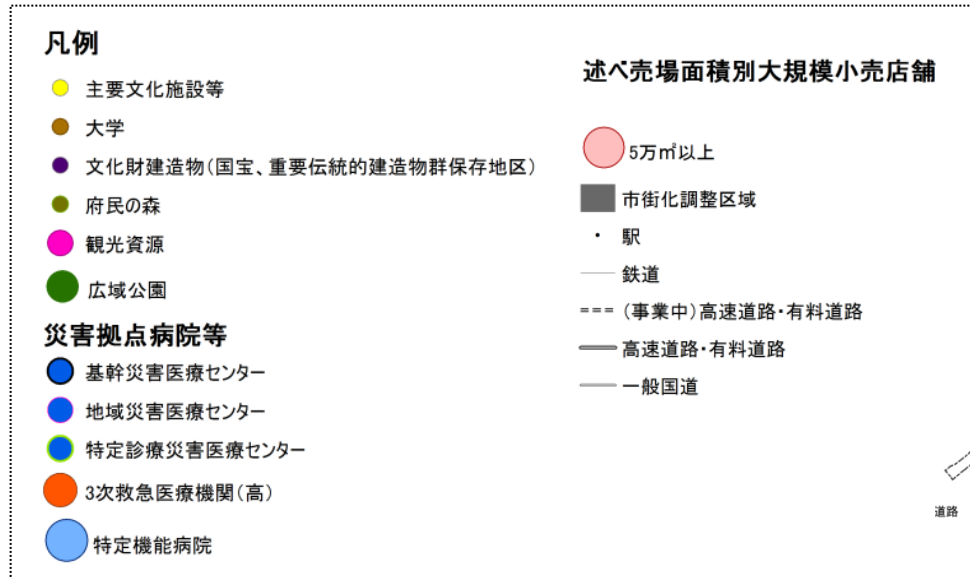 凡例
主要文化施設等
大学
文化財建造物(国宝、重要伝統的建造物群保存地区)
府民の森
観光資源
広域公園
災害拠点病院等
基幹災害医療センター
地域災害医療センター
特定診療災害医療センター
3次救急医療機関(高)
特定機能病院
述べ売場面積別大規模小売店舗
5万㎡以上
市街化調整区域
駅
鉄道
(事業中)高速道路・有料道路
高速道路・有料道路
一般国道
道路